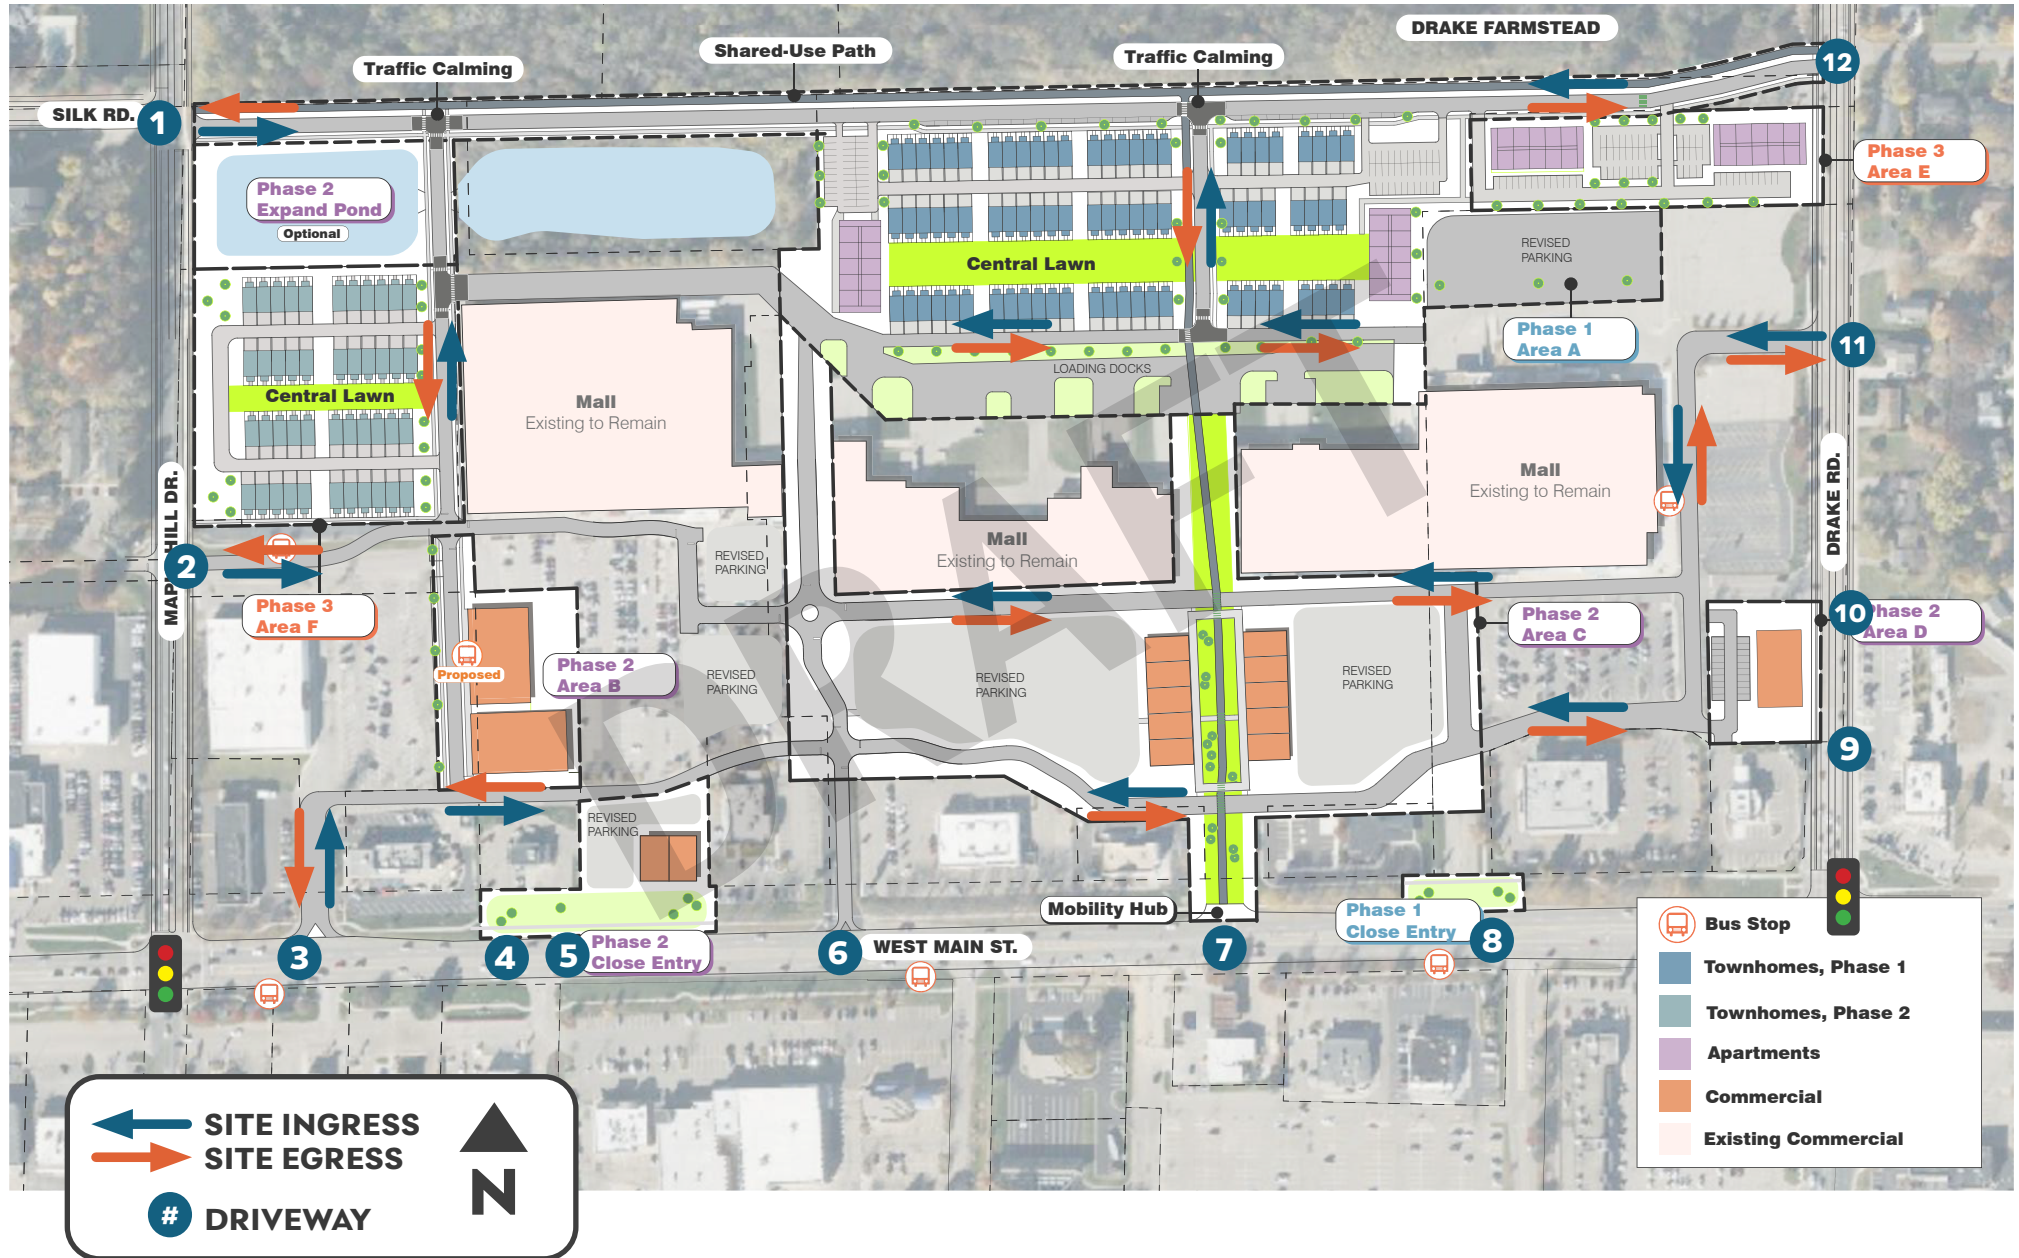 DRAKE FARMSTEAD
Shared-Use Path
Traffic Calming
Traffic Calming
12
SILK RD.
1
Phase 3
Area E
Phase 2
Expand Pond
Optional
Central Lawn
REVISED
PARKING
Phase 1
Area A
11
LOADING DOCKS
Central Lawn
Mall
Existing to Remain
Mall
Existing to Remain
Mall
Existing to Remain
DRAKE RD.
HILL DR.
2
REVISED
PARKING
Phase 3
Area F
Phase 2
Area C
10
Phase 2
Area D
Proposed
Phase 2
Area B
REVISED
PARKING
REVISED
PARKING
REVISED
PARKING
9
REVISED
PARKING
DRAFT
Mobility Hub
Phase 1
Close Entry
8
3
4
5
Phase 2
Close Entry
6
WEST MAIN ST.
7
Bus Stop
Townhomes, Phase 1
Townhomes, Phase 2
Apartments
Commercial
Existing Commercial
SITE INGRESS
SITE EGRESS
# DRIVEWAY
N